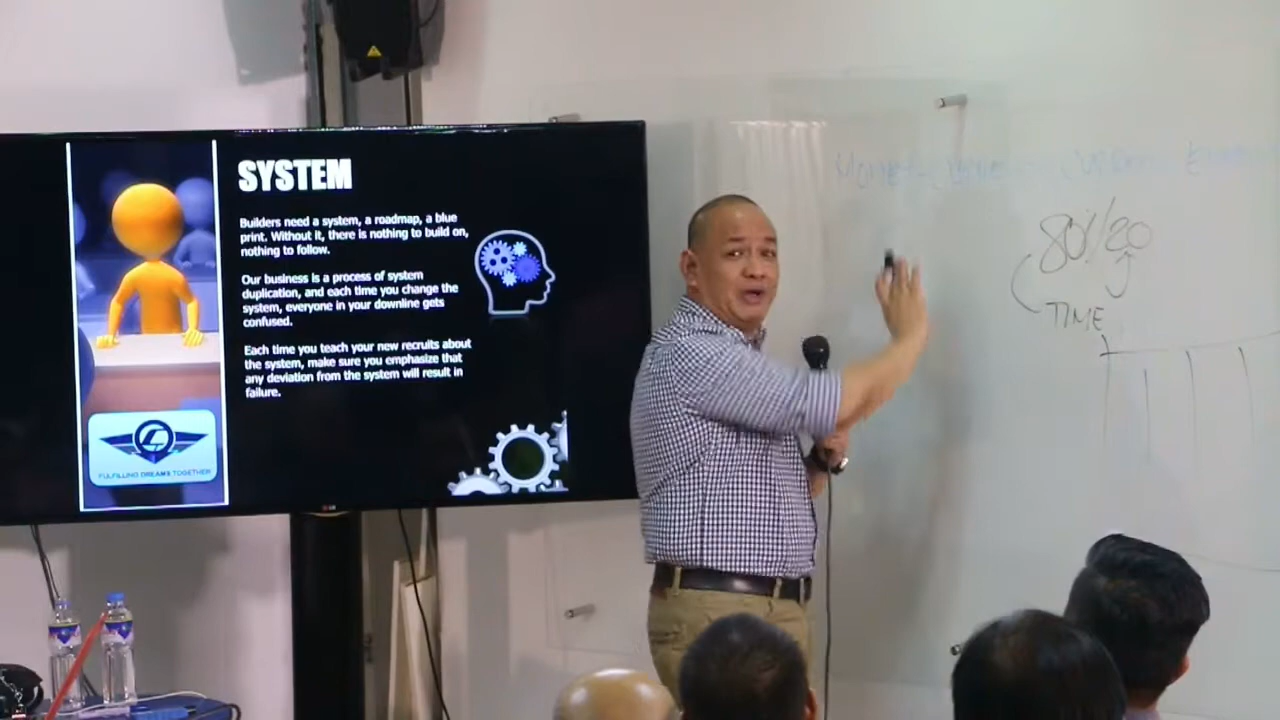 SYSTEM
Builders need a system, a roadmap, a blue
print. Without it, there is nothing to build on,
nothing to follow.
Our business is a process of system
duplication, and each time you change the
system, everyone in your downline gets
confused.
Each time you teach your new recruits about
the system, make sure you emphasize that
any deviation from the system will result in
failure.
FULFILLING DREAMS TOGETHER
80%/20
TIME